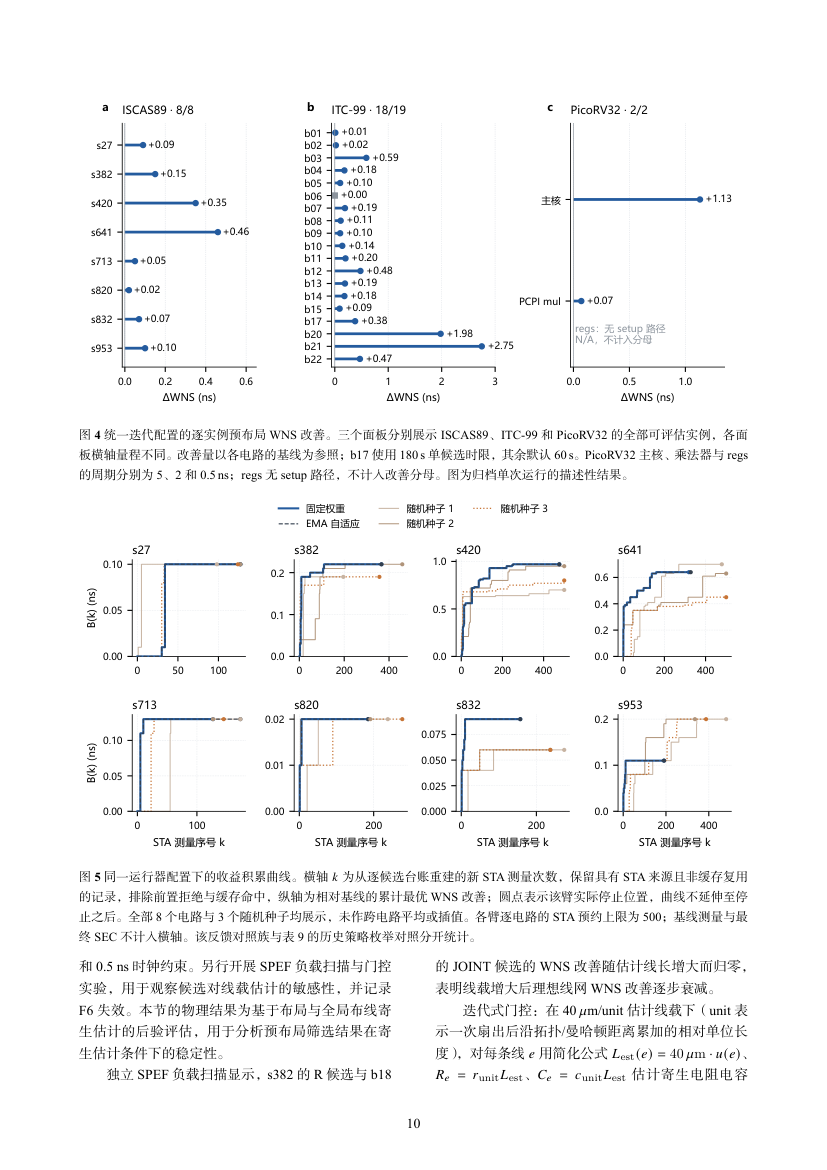 a ISCAS89 · 8/8
s27 +0.09
s382 +0.15
s420 +0.35
s641 +0.46
s713 +0.05
s820 +0.02
s832 +0.07
s953 +0.10
0.0 0.2 0.4 0.6
ΔWNS (ns)
b ITC-99 · 18/19
b01 +0.01
b02 +0.02
b03 +0.59
b04 +0.18
b05 +0.10
b06 +0.00
b07 +0.19
b08 +0.11
b09 +0.10
b10 +0.14
b11 +0.20
b12 +0.48
b13 +0.19
b14 +0.18
b15 +0.09
b17 +0.38
b20 +1.98
b21 +2.75
b22 +0.47
0 1 2 3
ΔWNS (ns)
c PicoRV32 · 2/2
主核 +1.13
PCPI mul +0.07
regs：无 setup 路径
N/A，不计入分母
0.0 0.5 1.0
ΔWNS (ns)
图 4 统一迭代配置的逐实例预布局 WNS 改善。三个面板分别展示 ISCAS89、ITC-99 和 PicoRV32 的全部可评估实例，各面
板横轴量程不同。改善量以各电路的基线为参照；b17 使用 180 s 单候选时限，其余默认 60 s。PicoRV32 主核、乘法器与 regs
的周期分别为 5、2 和 0.5 ns；regs 无 setup 路径，不计入改善分母。图为归档单次运行的描述性结果。
固定权重 随机种子 1 随机种子 3
EMA 自适应 随机种子 2
s27
0.10
0.05
0.00
B(k) (ns)
0 50 100
s382
0.2
0.1
0.0
0 200 400
s420
1.0
0.5
0.0
0 200 400
s641
0.6
0.4
0.2
0.0
0 200 400
s713
0.10
0.05
0.00
B(k) (ns)
0 100
STA 测量序号 k
s820
0.02
0.01
0.00
0 200
STA 测量序号 k
s832
0.075
0.050
0.025
0.000
0 200
STA 测量序号 k
s953
0.2
0.1
0.0
0 200 400
STA 测量序号 k
图 5 同一运行器配置下的收益积累曲线。横轴 k 为从逐候选台账重建的新 STA 测量次数，保留具有 STA 来源且非缓存复用
的记录，排除前置拒绝与缓存命中，纵轴为相对基线的累计最优 WNS 改善；圆点表示该臂实际停止位置，曲线不延伸至停
止之后。全部 8 个电路与 3 个随机种子均展示，未作跨电路平均或插值。各臂逐电路的 STA 预约上限为 500；基线测量与最
终 SEC 不计入横轴。该反馈对照族与表 9 的历史策略枚举对照分开统计。
和 0.5 ns 时钟约束。另行开展 SPEF 负载扫描与门控
实验，用于观察候选对线载估计的敏感性，并记录
F6 失效。本节的物理结果为基于布局与全局布线寄
生估计的后验评估，用于分析预布局筛选结果在寄
生估计条件下的稳定性。
独立 SPEF 负载扫描显示，s382 的 R 候选与 b18
的 JOINT 候选的 WNS 改善随估计线长增大而归零，
表明线载增大后理想线网 WNS 改善逐步衰减。
迭代式门控：在 40 μm/unit 估计线载下（unit 表
示一次扇出后沿拓扑/曼哈顿距离累加的相对单位长
度），对每条线 e 用简化公式 L_est(e) = 40 μm · u(e)、
R_e = r_unit L_est、C_e = c_unit L_est 估计寄生电阻电容
10